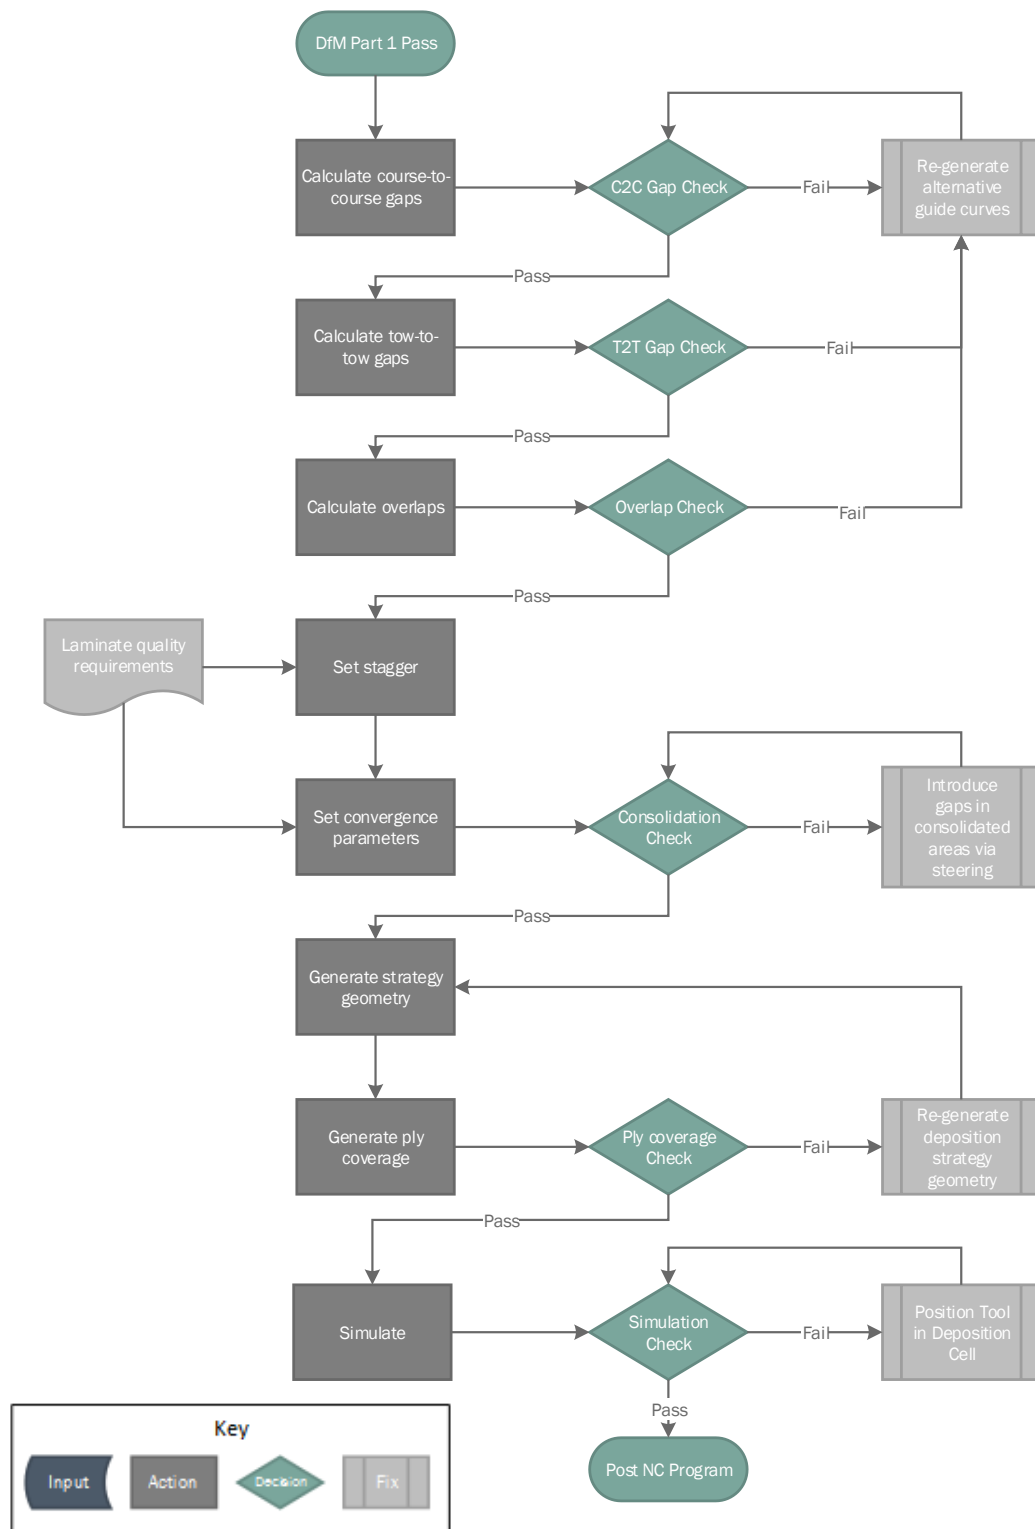 DfM Part 1 Pass
Calculate course-to-
course gaps
C2C Gap Check
Fail
Re-generate
alternative
guide curves
Pass
Calculate tow-to-
tow gaps
T2T Gap Check
Fail
Pass
Calculate overlaps
Overlap Check
Fail
Pass
Laminate quality
requirements
Set stagger
Set convergence
parameters
Consolidation
Check
Fail
Introduce
gaps in
consolidated
areas via
steering
Pass
Generate strategy
geometry
Generate ply
coverage
Ply coverage
Check
Fail
Re-generate
deposition
strategy
geometry
Pass
Simulate
Simulation
Check
Fail
Position Tool
in Deposition
Cell
Pass
Post NC Program
Key
Input
Action
Decision
Fix